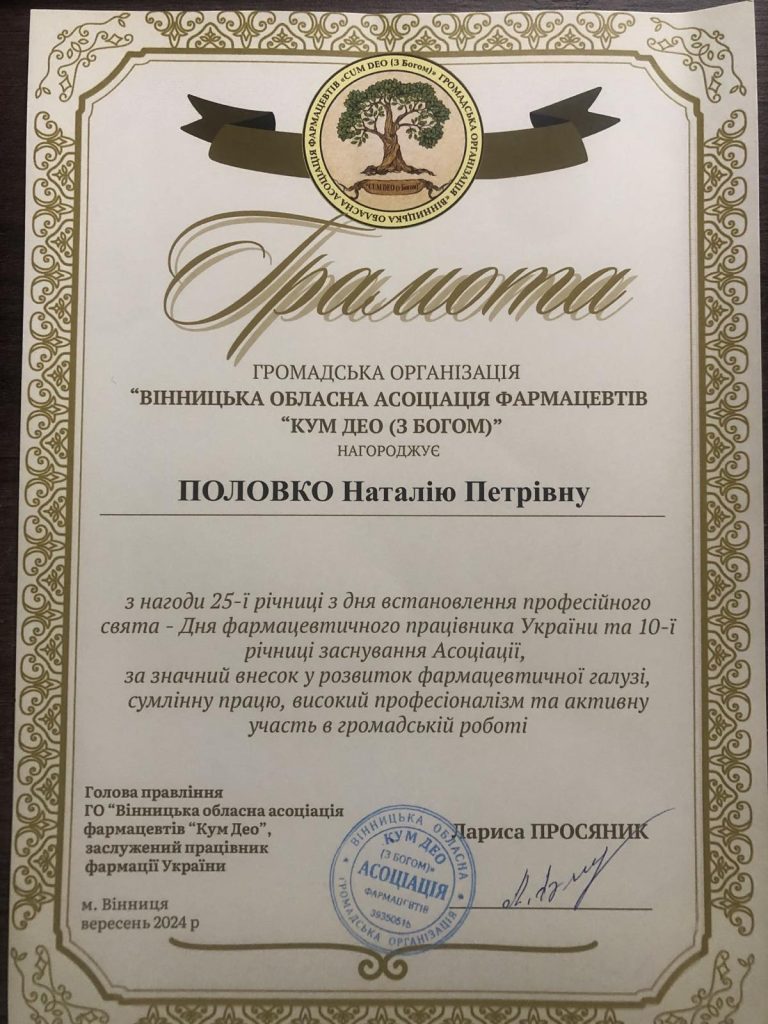 ГРОМАДСЬКА ОРГАНІЗАЦІЯ «ВІННИЦЬКА ОБЛАСНА АСОЦІАЦІЯ ФАРМАЦЕВТІВ «CUM DEO (З Богом)»
"CUM DEO (з Богом)"
Грамота
ГРОМАДСЬКА ОРГАНІЗАЦІЯ
“ВІННИЦЬКА ОБЛАСНА АСОЦІАЦІЯ ФАРМАЦЕВТІВ
“КУМ ДЕО (З БОГОМ)”
НАГОРОДЖУЄ
ПОЛОВКО Наталію Петрівну
з нагоди 25-ї річниці з дня встановлення професійного
свята - Дня фармацевтичного працівника України та 10-ї
річниці заснування Асоціації,
за значний внесок у розвиток фармацевтичної галузі,
сумлінну працю, високий професіоналізм та активну
участь в громадській роботі
Голова правління
ГО “Вінницька обласна асоціація
фармацевтів “Кум Део”,
заслужений працівник
фармації України
Лариса ПРОСЯНИК
м. Вінниця
вересень 2024 р
ВІННИЦЬКА ОБЛАСНА
КУМ ДЕО
(З БОГОМ)»
АСОЦІАЦІЯ
ФАРМАЦЕВТІВ
39350516
ГРОМАДСЬКА ОРГАНІЗАЦІЯ